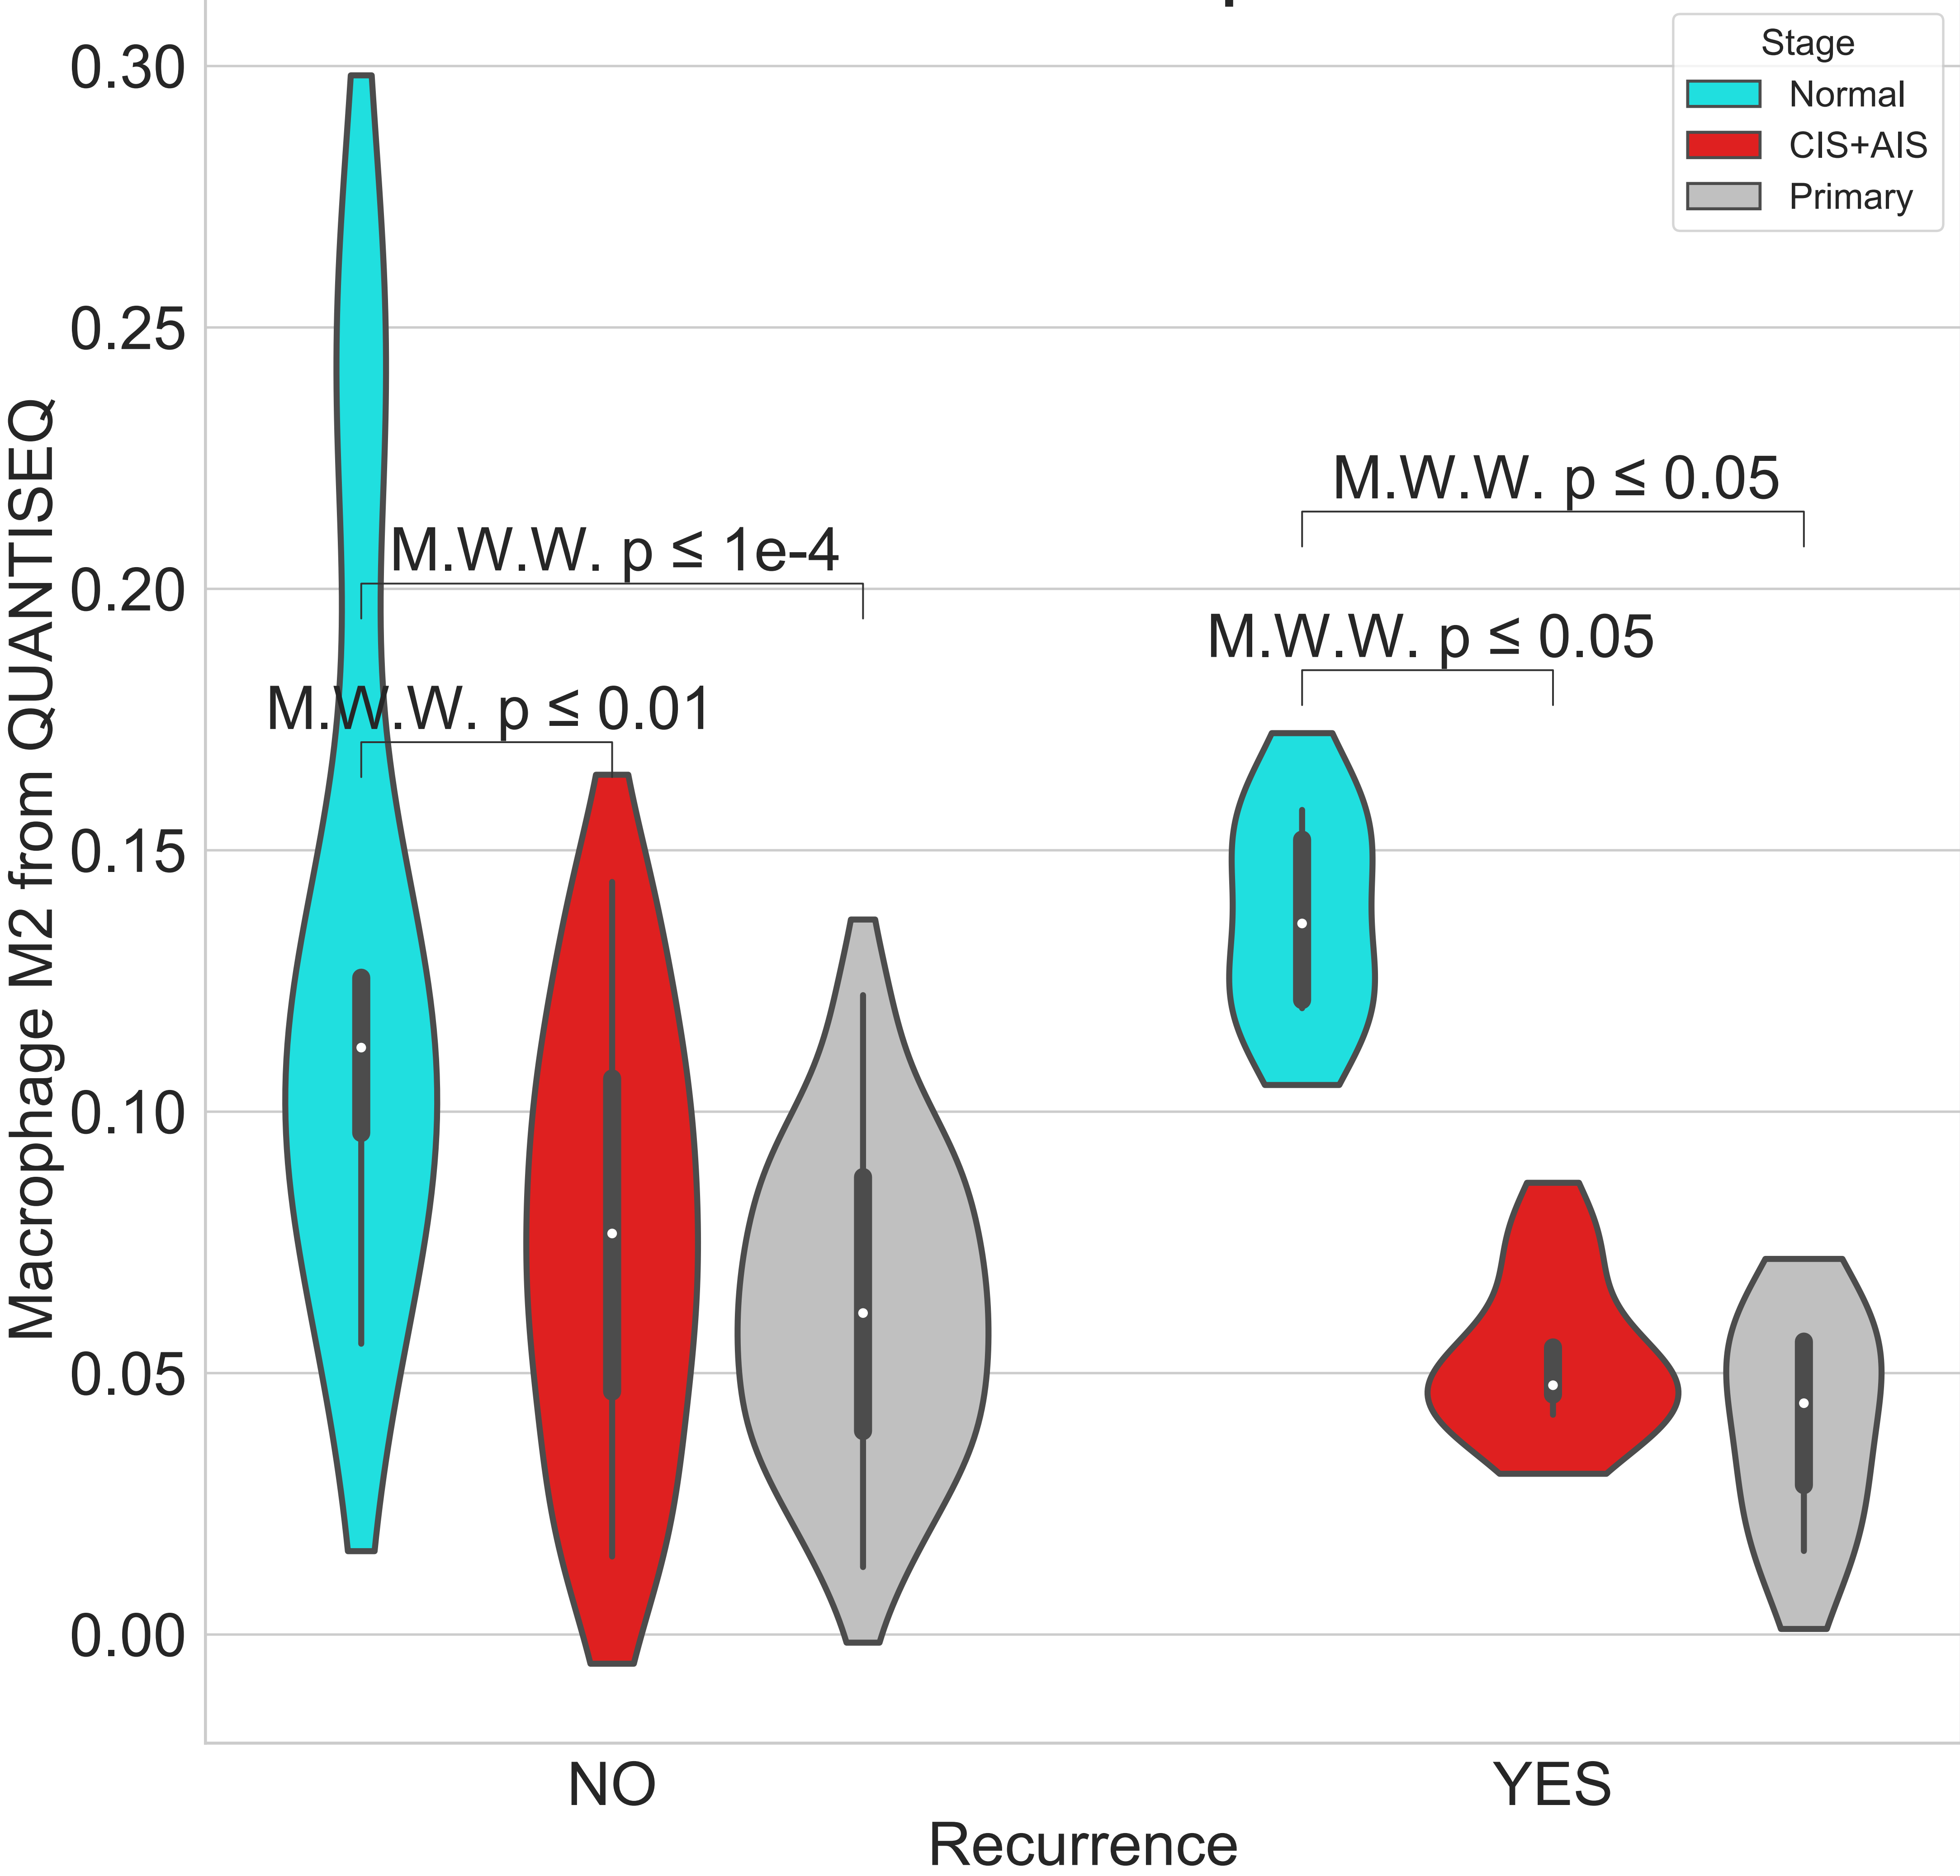 Stage
Normal
CIS+AIS
Primary
Macrophage M2 from QUANTISEQ
0.30
0.25
0.20
0.15
0.10
0.05
0.00
M.W.W. p ≤ 0.05
M.W.W. p ≤ 1e-4
M.W.W. p ≤ 0.05
M.W.W. p ≤ 0.01
NO
YES
Recurrence